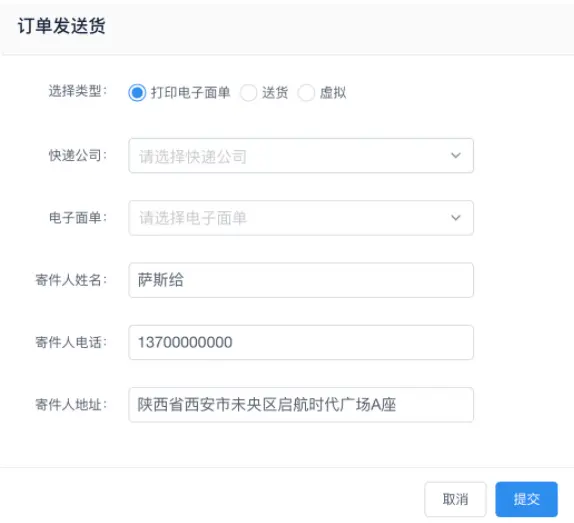 订单发送货
选择类型： 打印电子面单 送货 虚拟
快递公司： 请选择快递公司
电子面单： 请选择电子面单
寄件人姓名： 萨斯给
寄件人电话： 13700000000
寄件人地址： 陕西省西安市未央区启航时代广场A座
取消 提交